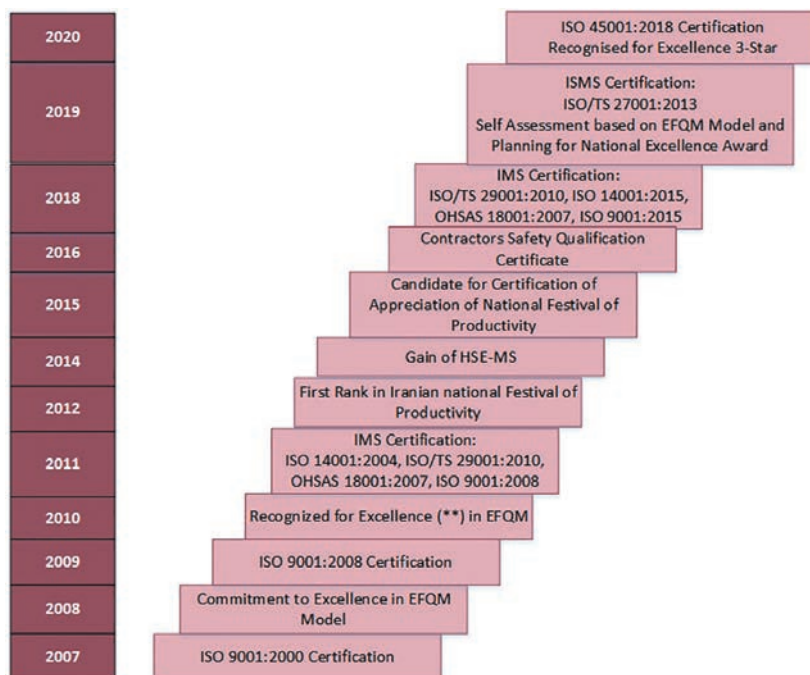 2020
ISO 45001:2018 Certification
Recognised for Excellence 3-Star
2019
ISMS Certification:
ISO/TS 27001:2013
Self Assessment based on EFQM Model and
Planning for National Excellence Award
2018
IMS Certification:
ISO/TS 29001:2010, ISO 14001:2015,
OHSAS 18001:2007, ISO 9001:2015
2016
Contractors Safety Qualification
Certificate
2015
Candidate for Certification of
Appreciation of National Festival of
Productivity
2014
Gain of HSE-MS
2012
First Rank in Iranian national Festival of
Productivity
2011
IMS Certification:
ISO 14001:2004, ISO/TS 29001:2010,
OHSAS 18001:2007, ISO 9001:2008
2010
Recognized for Excellence (**) in EFQM
2009
ISO 9001:2008 Certification
2008
Commitment to Excellence in EFQM
Model
2007
ISO 9001:2000 Certification